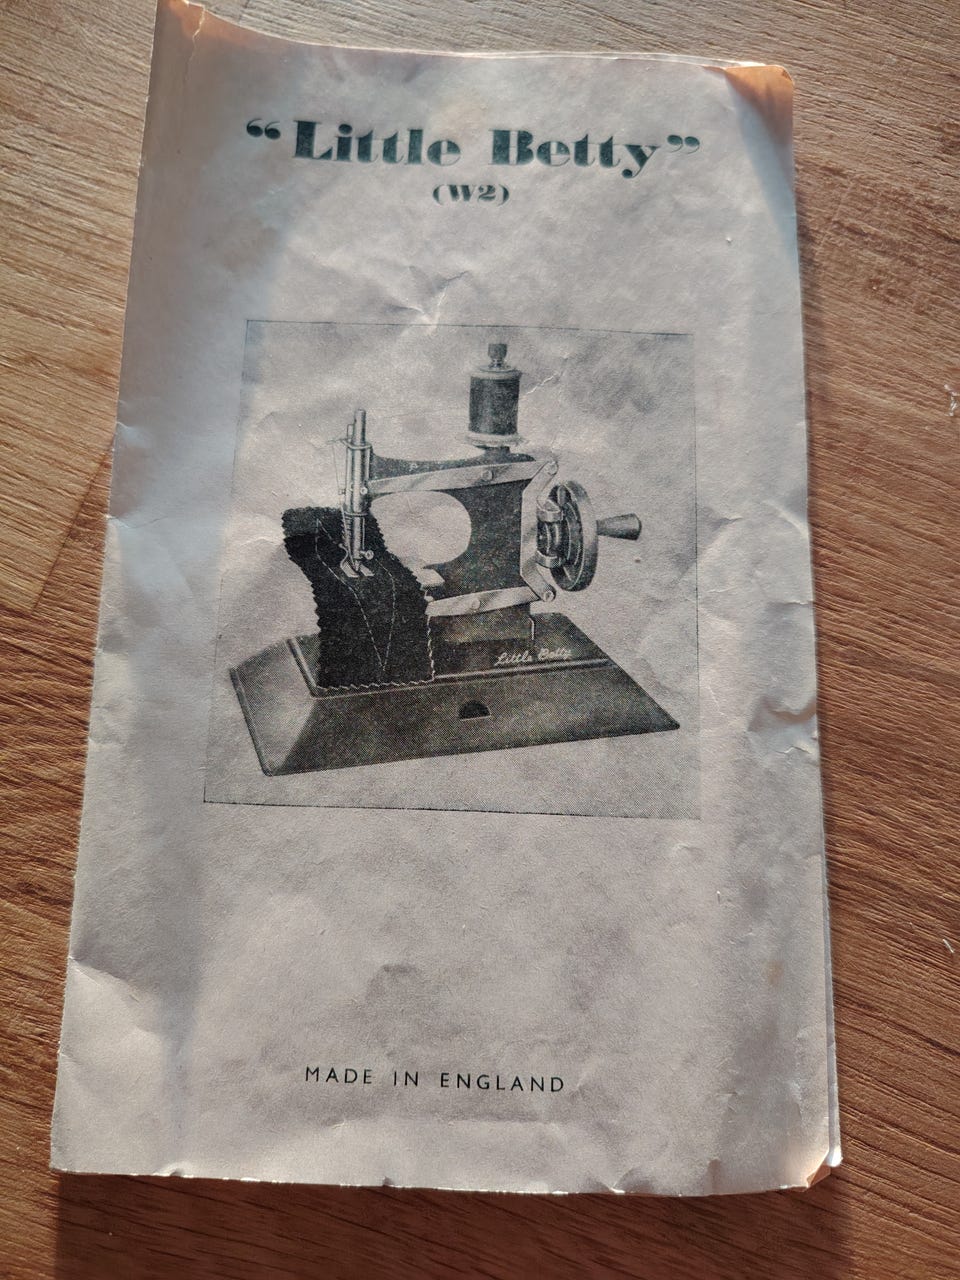 “Little Betty”
(W2)
Little Betty
MADE IN ENGLAND